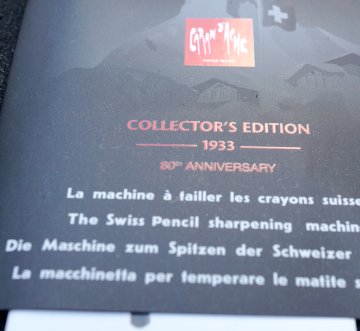 CARAN D'ACHE
COLLECTOR'S EDITION
1933
80TH ANNIVERSARY
La machine à tailler les crayons suisse
The Swiss Pencil sharpening machin
Die Maschine zum Spitzen der Schweizer
La macchinetta per temperare le matite s